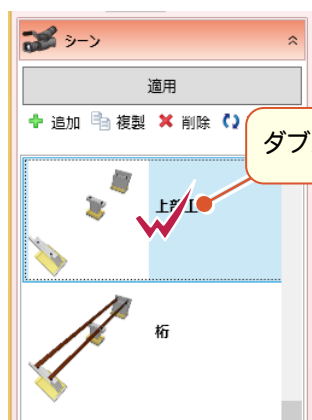 シーン
適用
追加 複製 削除
ダブ
上部工
桁